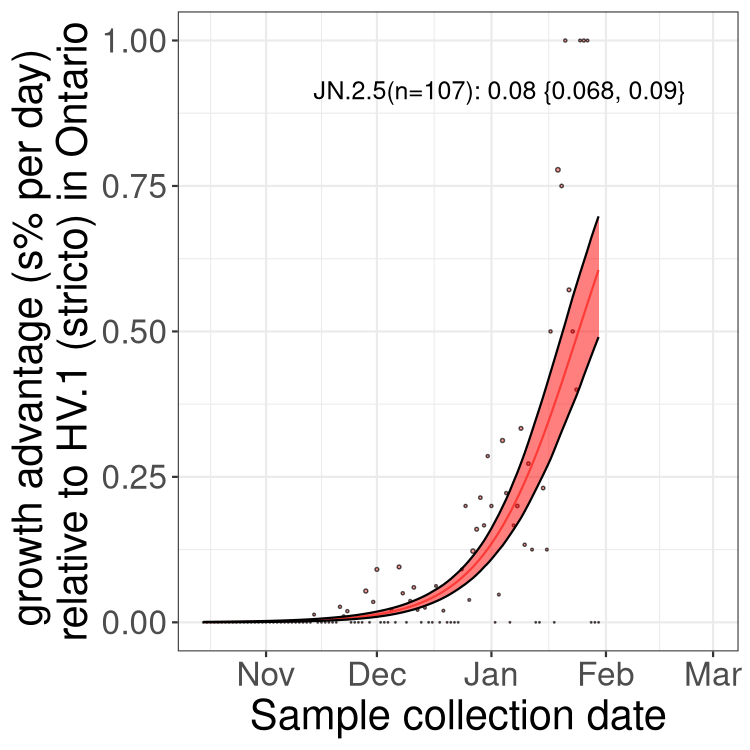 growth advantage (s% per day)
relative to HV.1 (stricto) in Ontario
1.00
0.75
0.50
0.25
0.00
JN.2.5(n=107): 0.08 {0.068, 0.09}
Nov Dec Jan Feb Mar
Sample collection date